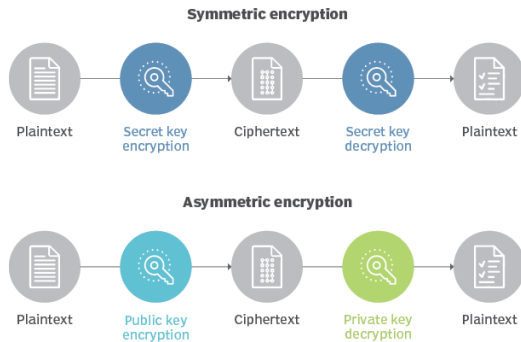 Symmetric encryption
Plaintext
Secret key
encryption
Ciphertext
Secret key
decryption
Plaintext
Asymmetric encryption
Plaintext
Public key
encryption
Ciphertext
Private key
decryption
Plaintext